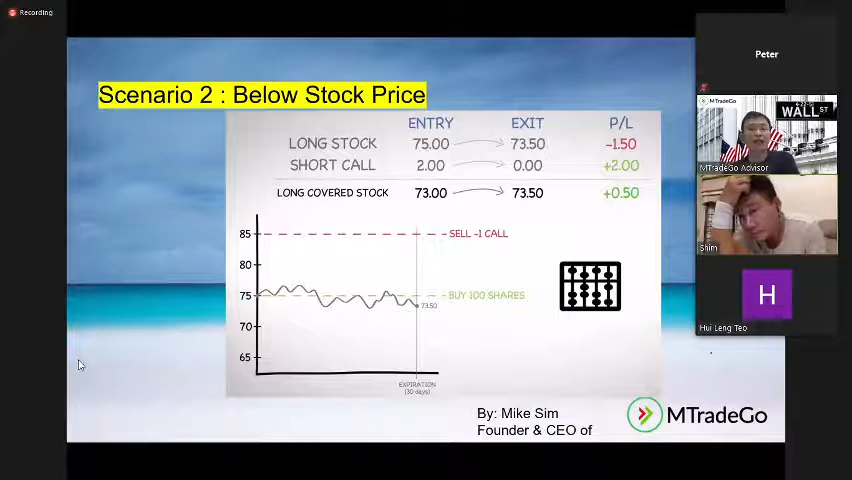 Recording
Scenario 2 : Below Stock Price
ENTRY EXIT P/L
LONG STOCK 75.00 73.50 -1.50
SHORT CALL 2.00 0.00 +2.00
LONG COVERED STOCK 73.00 73.50 +0.50
85 SELL -1 CALL
80
75 BUY 100 SHARES
73.50
70
65
EXPIRATION
(30 days)
By: Mike Sim
Founder & CEO of
MTradeGo
Peter
MTradeGo
WALL ST
MTradeGo Advisor
Shim
H
Hui Leng Teo